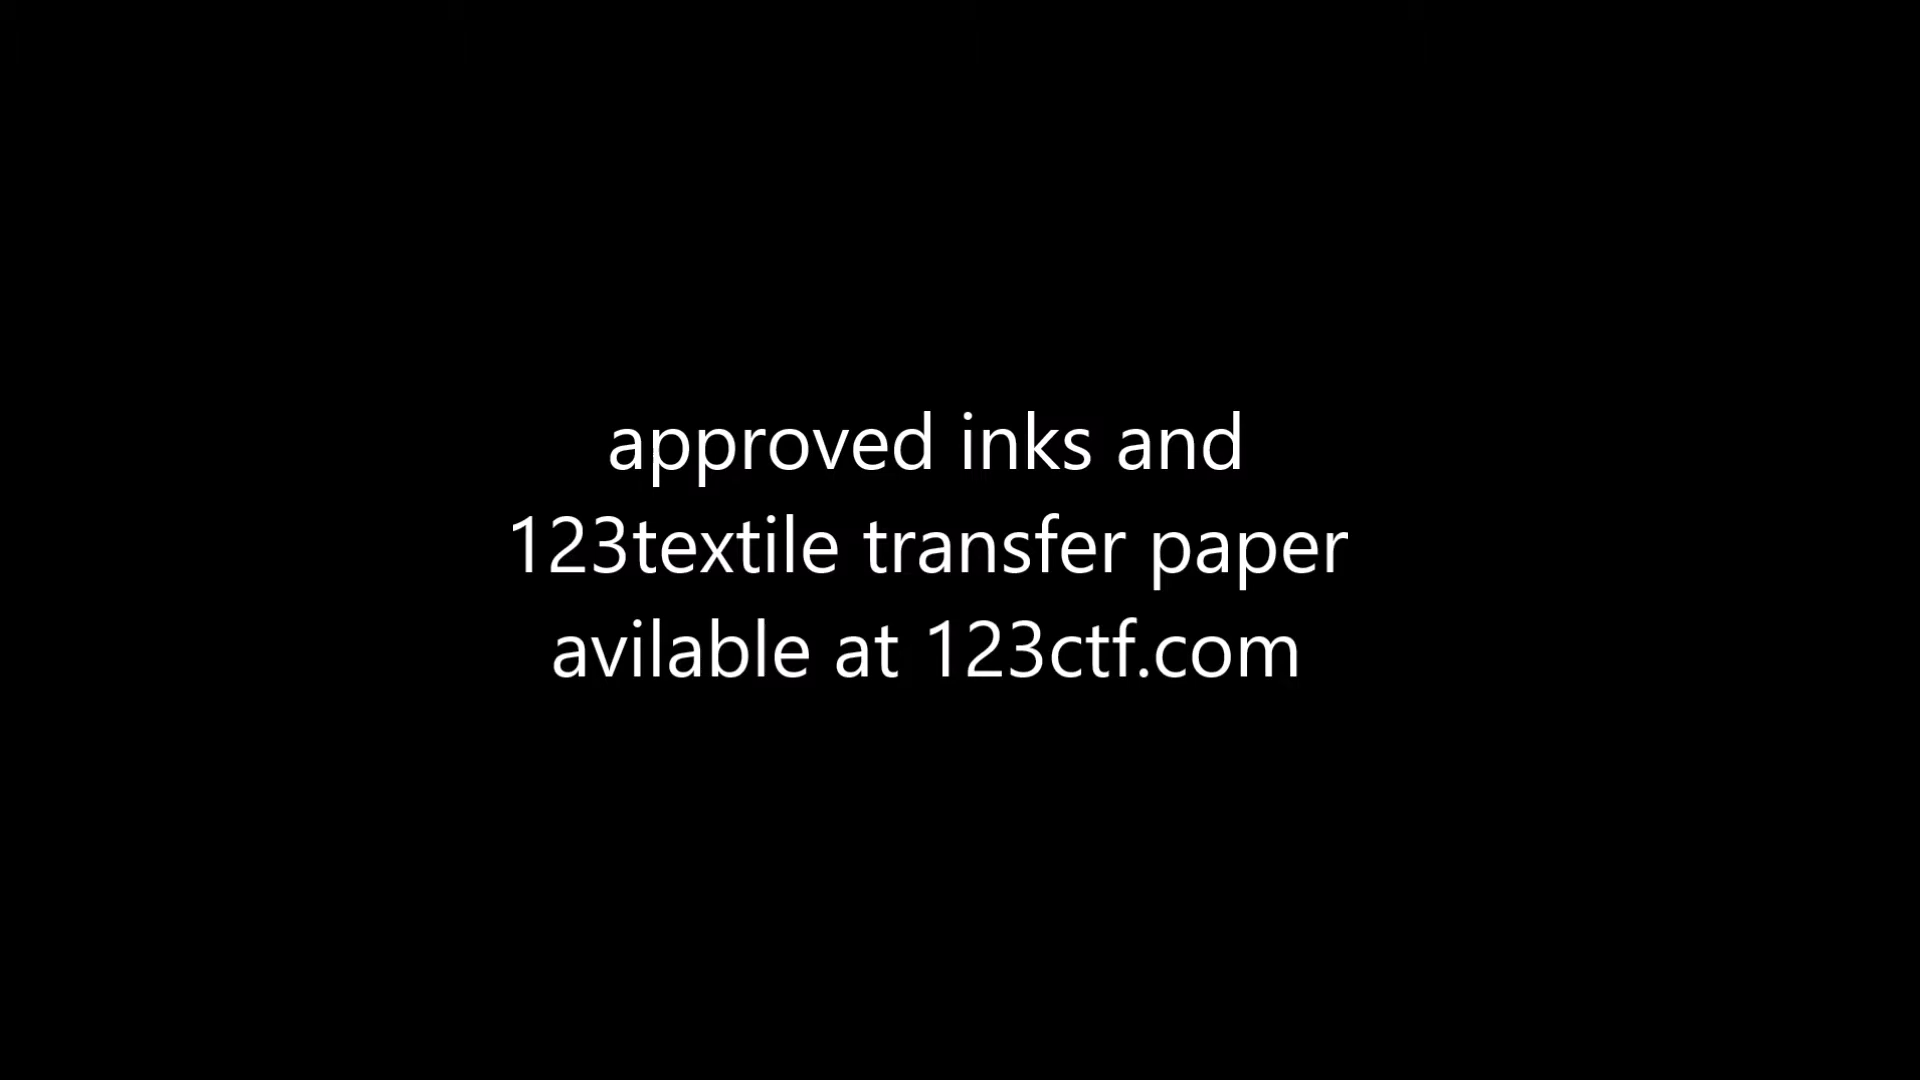 approved inks and
123textile transfer paper
avilable at 123ctf.com